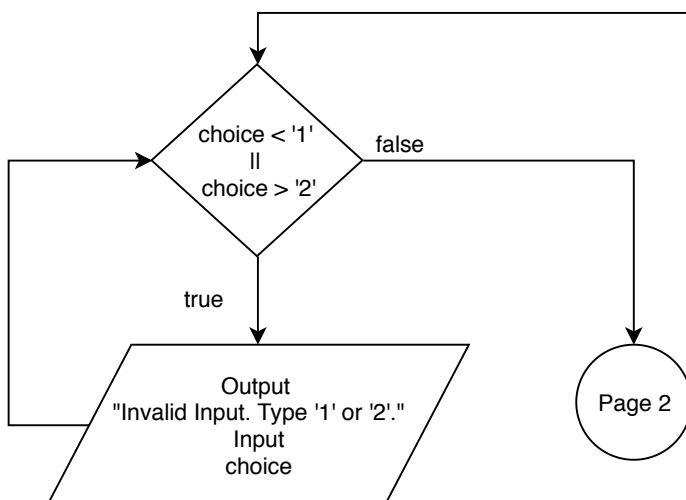 choice < '1'
||
choice > '2'
false
true
Output
"Invalid Input. Type '1' or '2'."
Input
choice
Page 2